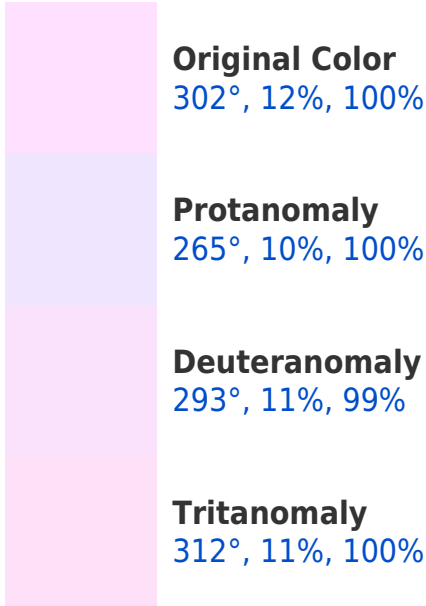 Original Color
302°, 12%, 100%
Protanomaly
265°, 10%, 100%
Deuteranomaly
293°, 11%, 99%
Tritanomaly
312°, 11%, 100%